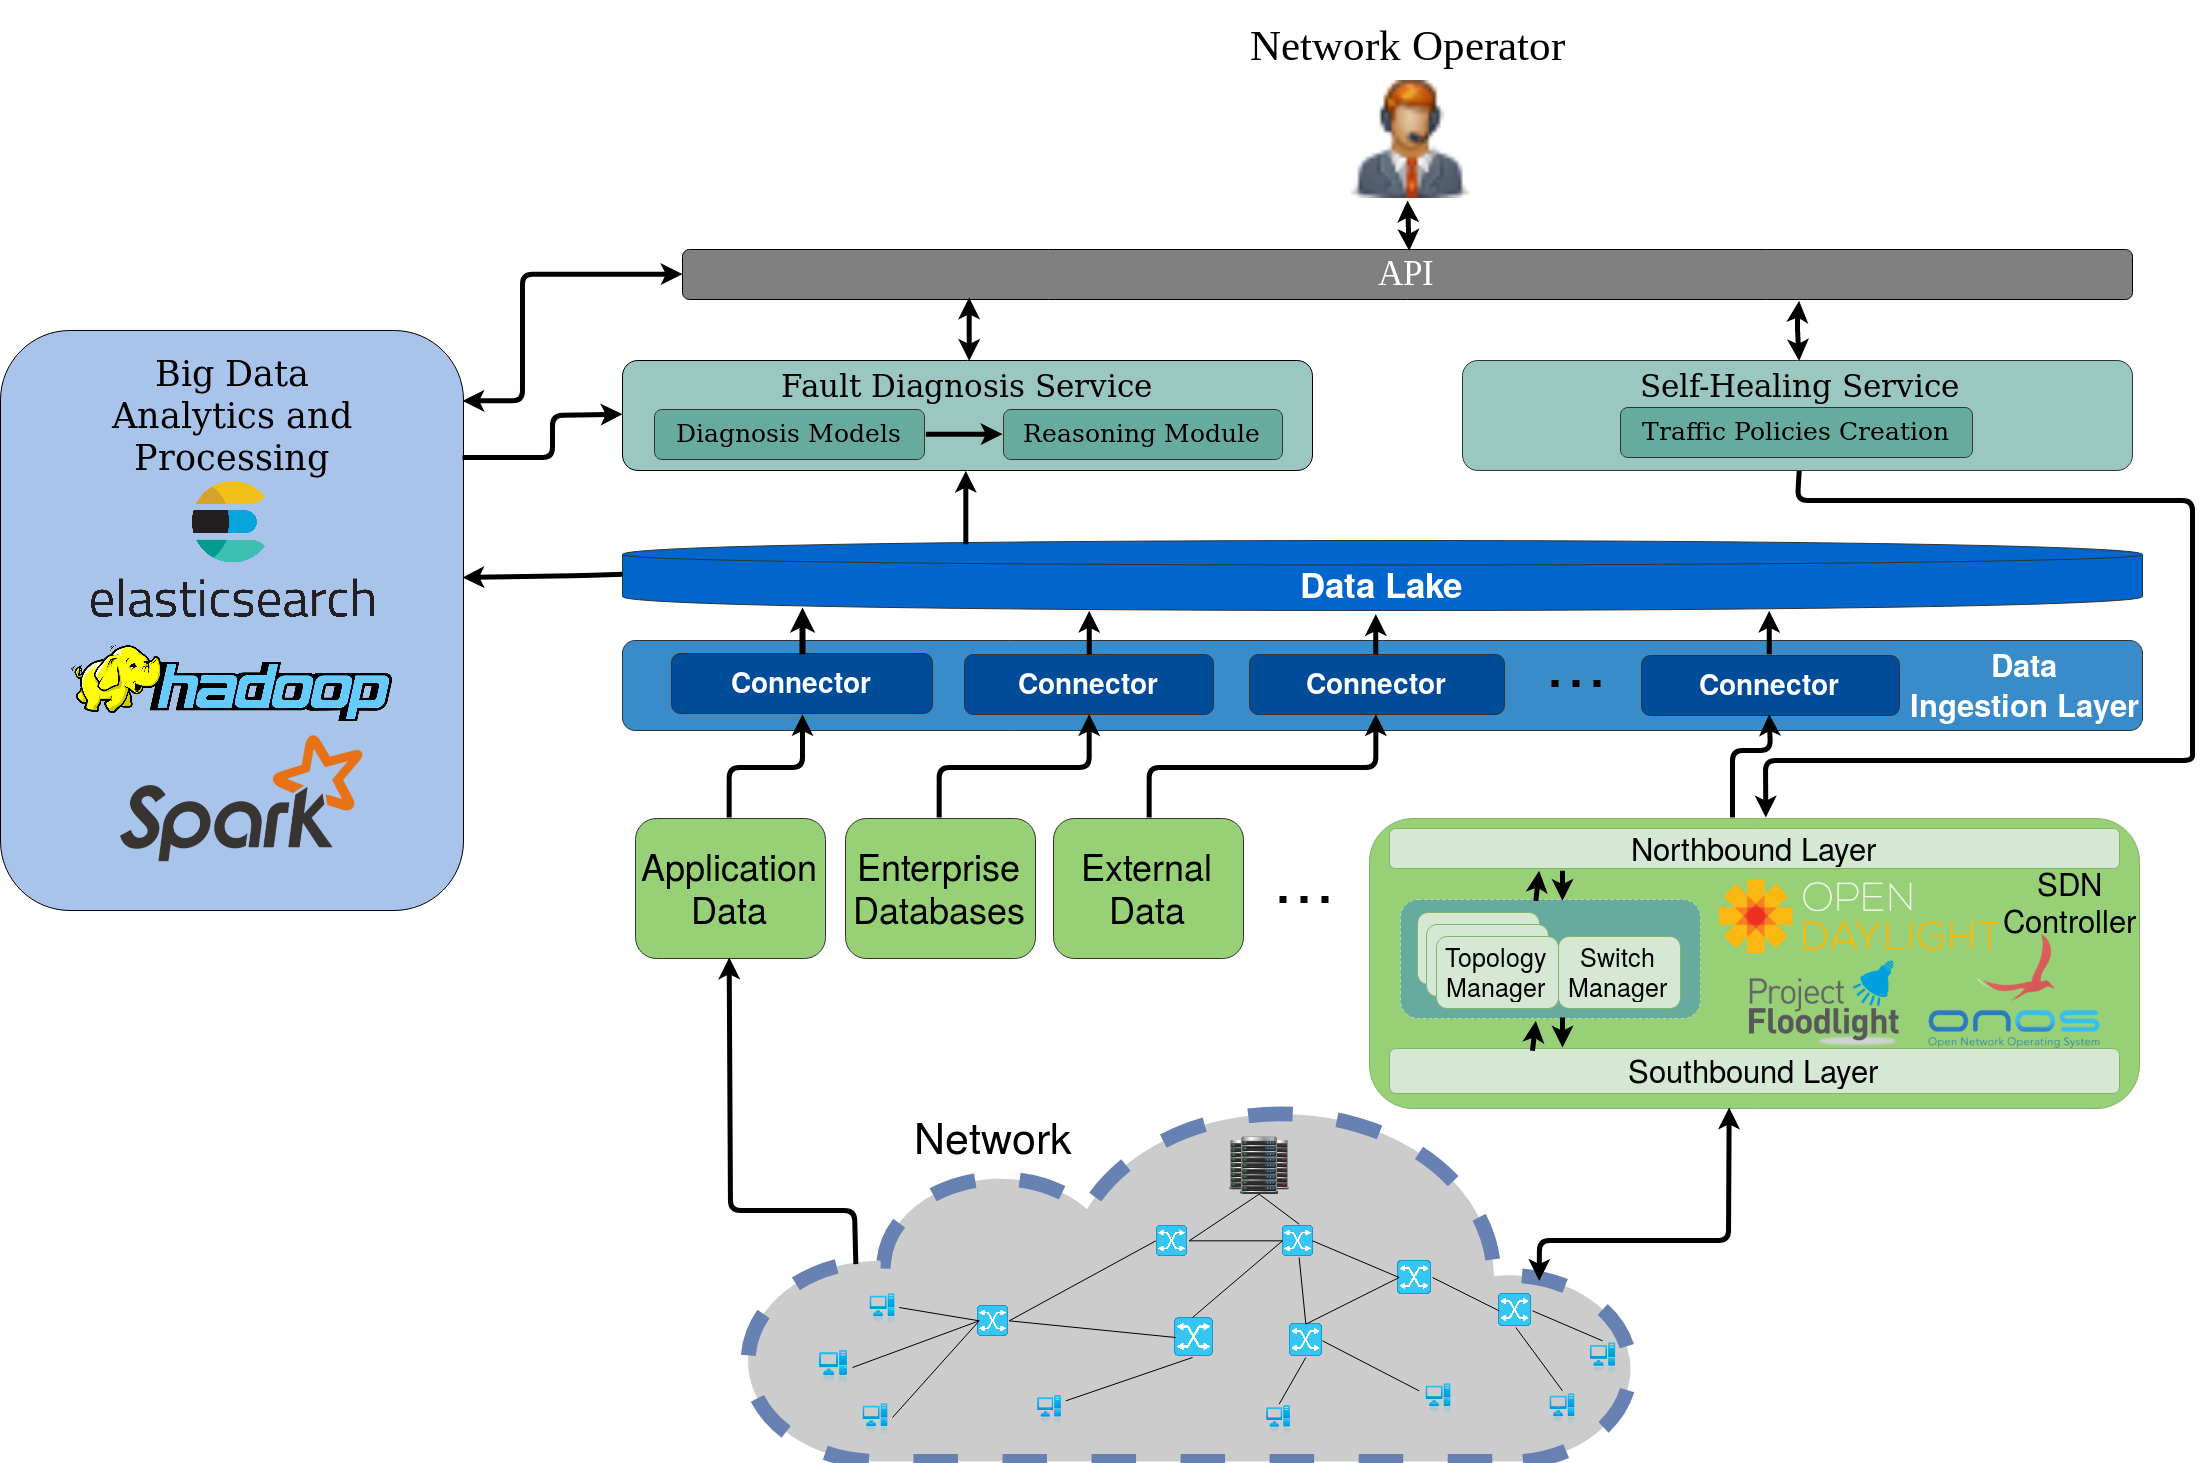 Network Operator
API
Big Data
Analytics and
Processing
elasticsearch
hadoop
Spark
Fault Diagnosis Service
Diagnosis Models
Reasoning Module
Self-Healing Service
Traffic Policies Creation
Data Lake
Connector
Connector
Connector
...
Connector
Data
Ingestion Layer
Application
Data
Enterprise
Databases
External
Data
...
Northbound Layer
SDN
Controller
OPEN
DAYLIGHT
Topology
Manager
Switch
Manager
Project
Floodlight
onos
Open Network Operating System
Southbound Layer
Network